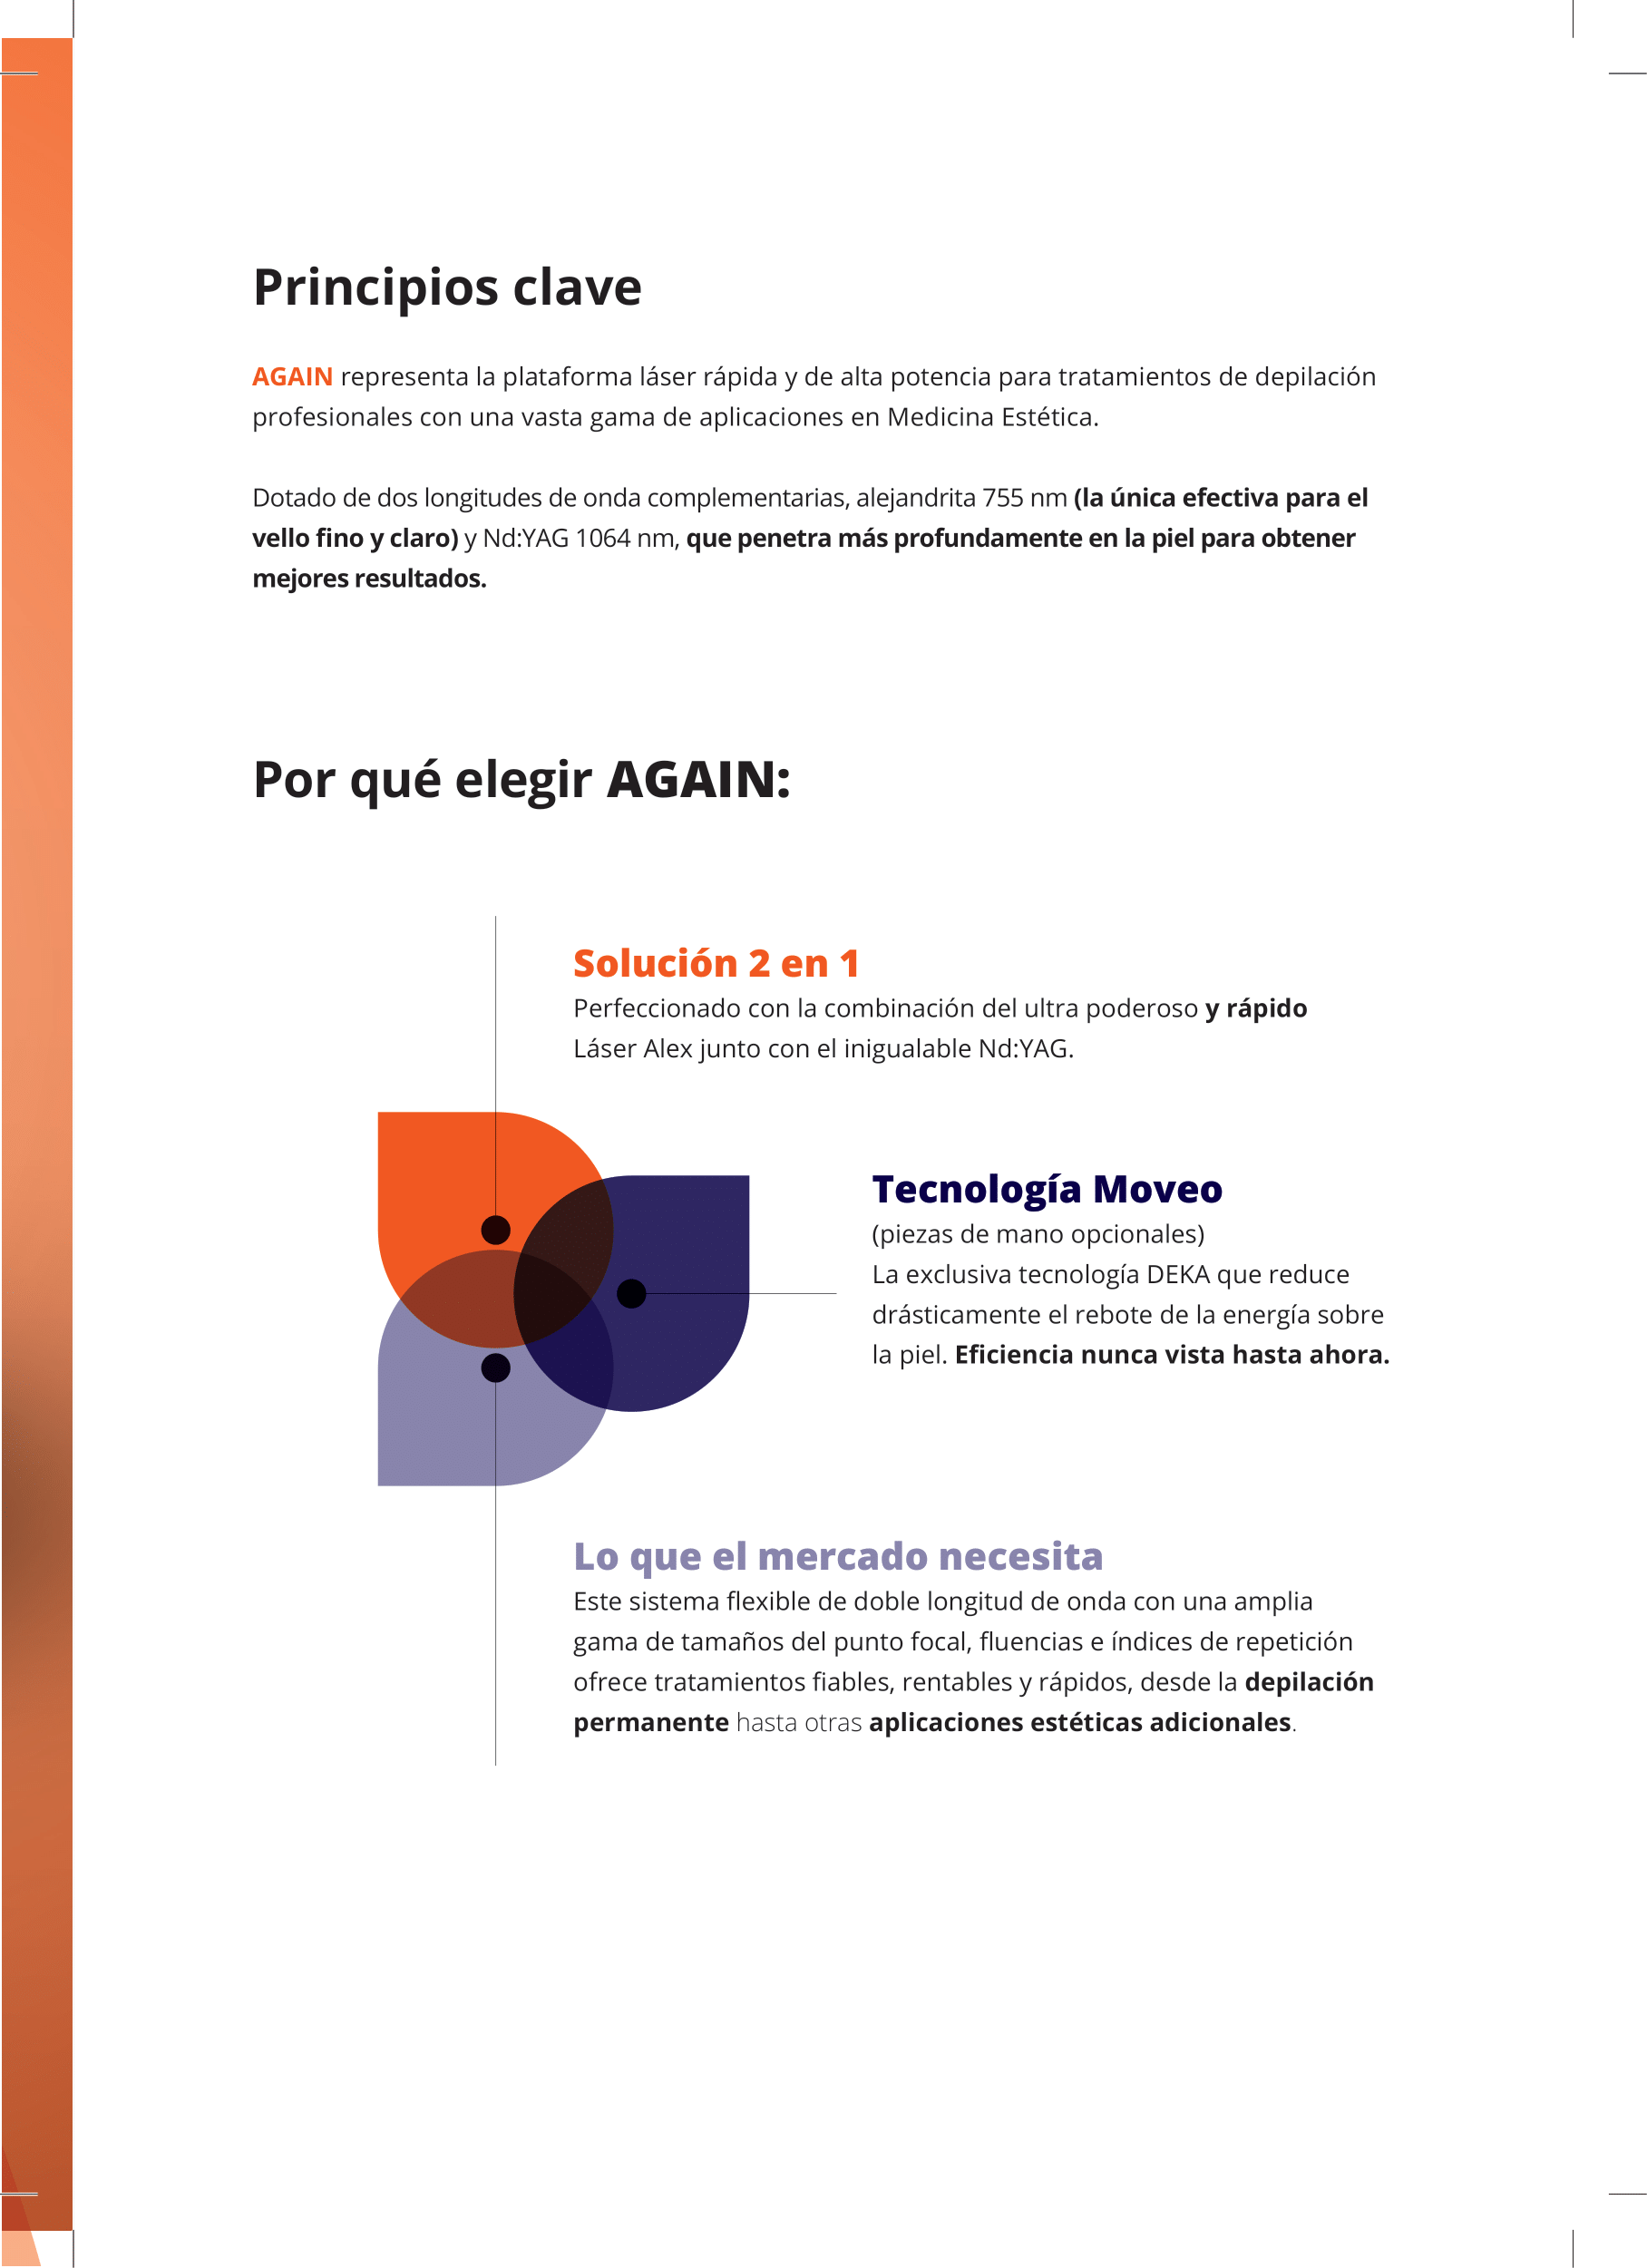 Principios clave
AGAIN representa la plataforma láser rápida y de alta potencia para tratamientos de depilación
profesionales con una vasta gama de aplicaciones en Medicina Estética.
Dotado de dos longitudes de onda complementarias, alejandrita 755 nm (la única efectiva para el
vello fino y claro) y Nd:YAG 1064 nm, que penetra más profundamente en la piel para obtener
mejores resultados.
Por qué elegir AGAIN:
Solución 2 en 1
Perfeccionado con la combinación del ultra poderoso y rápido
Láser Alex junto con el inigualable Nd:YAG.
Tecnología Moveo
(piezas de mano opcionales)
La exclusiva tecnología DEKA que reduce
drásticamente el rebote de la energía sobre
la piel. Eficiencia nunca vista hasta ahora.
Lo que el mercado necesita
Este sistema flexible de doble longitud de onda con una amplia
gama de tamaños del punto focal, fluencias e índices de repetición
ofrece tratamientos fiables, rentables y rápidos, desde la depilación
permanente hasta otras aplicaciones estéticas adicionales.